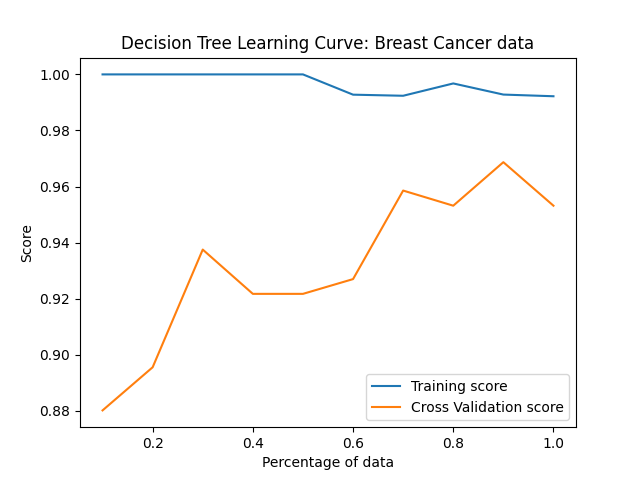 Decision Tree Learning Curve: Breast Cancer data
1.00
0.98
0.96
0.94
0.92
0.90
0.88
Score
0.2
0.4
0.6
0.8
1.0
Percentage of data
Training score
Cross Validation score